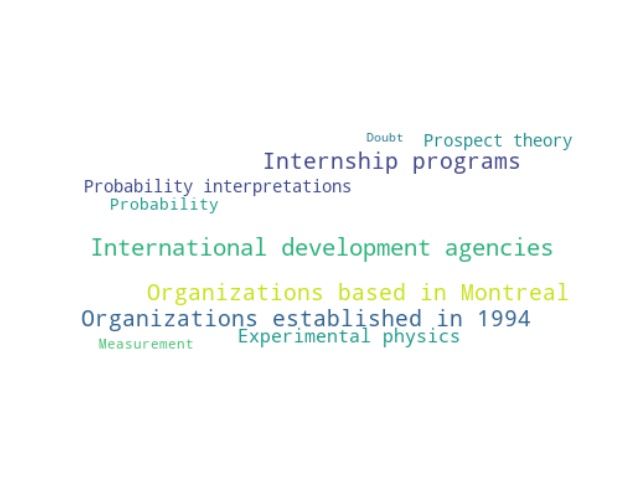 Doubt
Prospect theory
Internship programs
Probability interpretations
Probability
International development agencies
Organizations based in Montreal
Organizations established in 1994
Experimental physics
Measurement